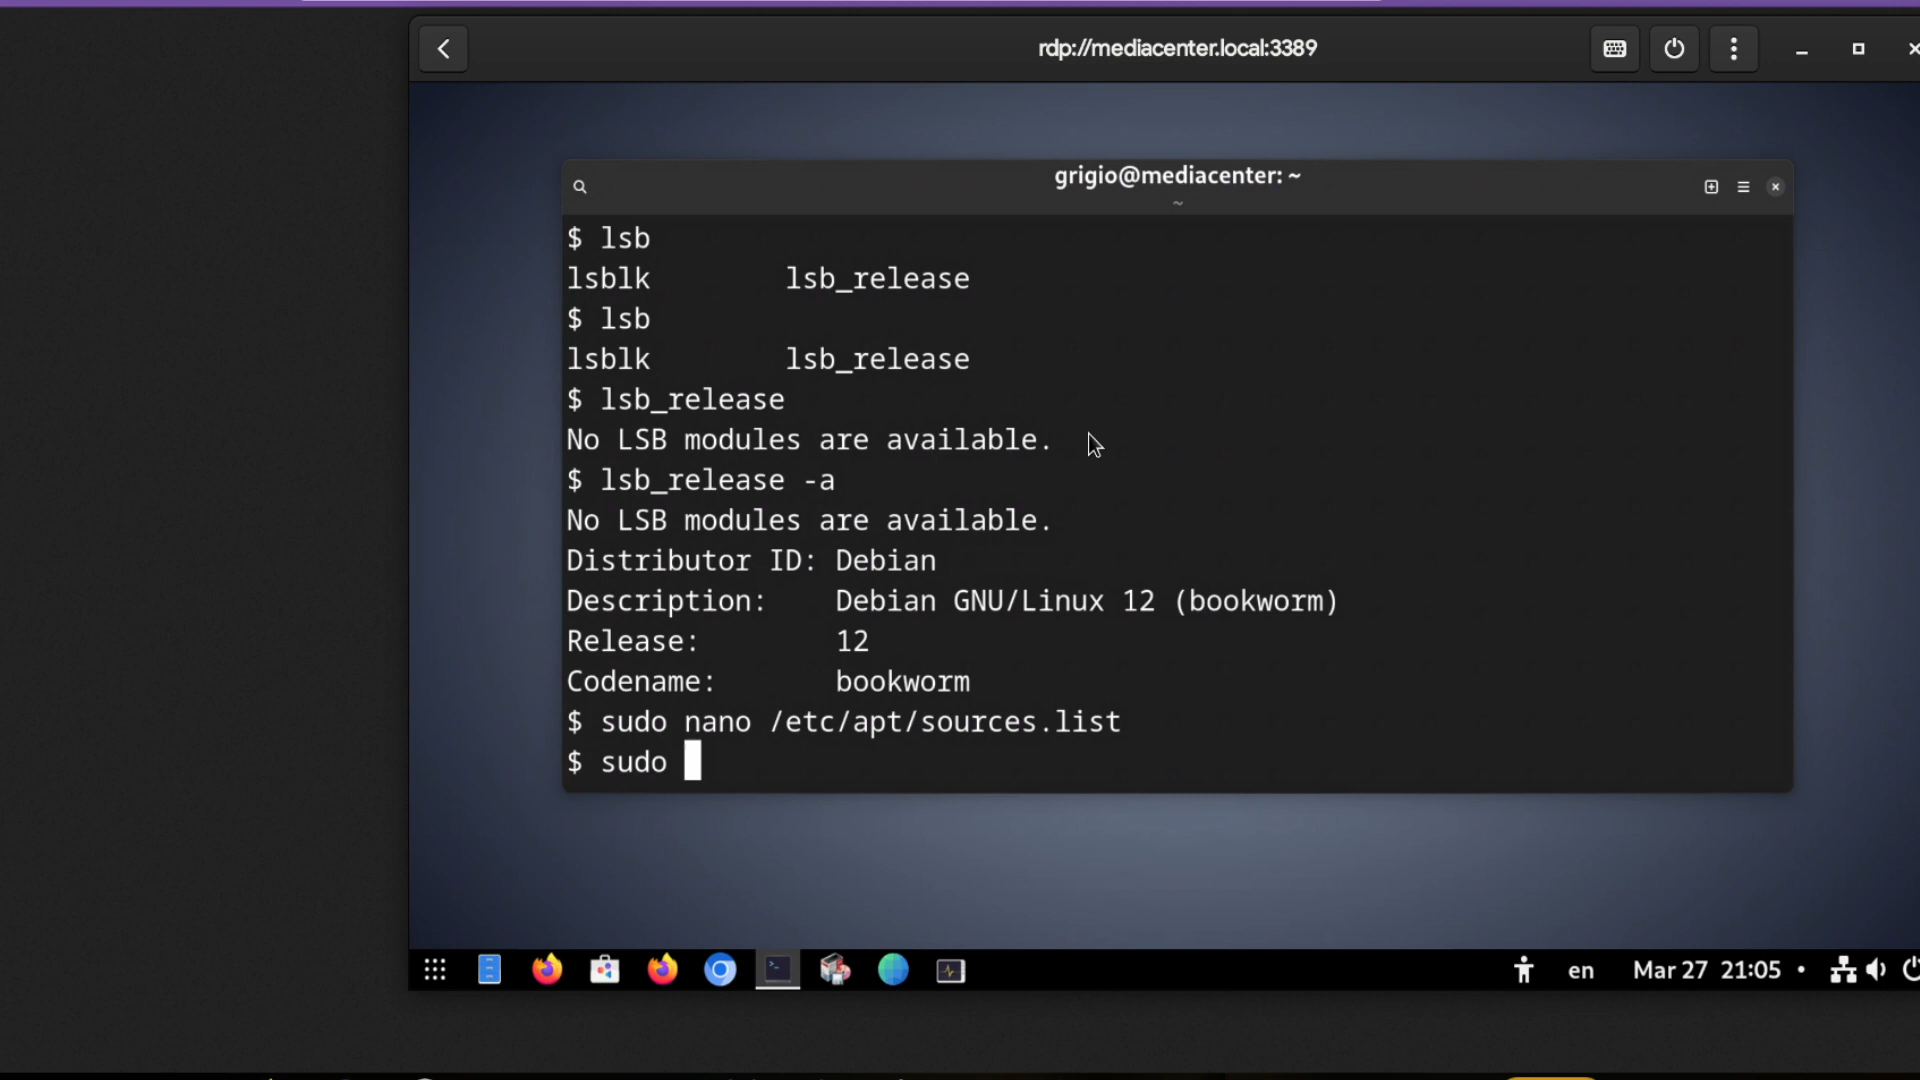 rdp://mediacenter.local:3389
grigio@mediacenter: ~
~
$ lsb
lsblk        lsb_release
$ lsb
lsblk        lsb_release
$ lsb_release
No LSB modules are available.
$ lsb_release -a
No LSB modules are available.
Distributor ID: Debian
Description:    Debian GNU/Linux 12 (bookworm)
Release:        12
Codename:       bookworm
$ sudo nano /etc/apt/sources.list
$ sudo
en    Mar 27  21:05